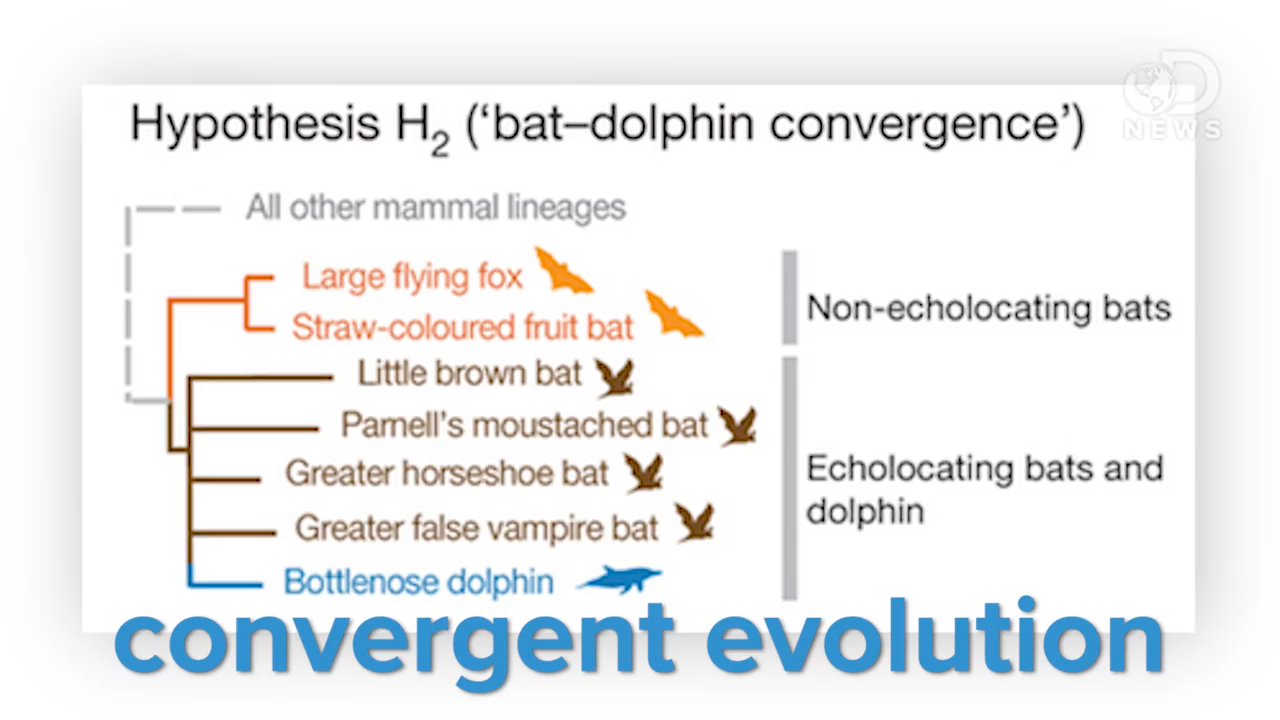 Hypothesis H2 (‘bat–dolphin convergence’)
D
NEWS
All other mammal lineages
Large flying fox
Straw-coloured fruit bat
Non-echolocating bats
Little brown bat
Parnell’s moustached bat
Greater horseshoe bat
Greater false vampire bat
Echolocating bats and
dolphin
Bottlenose dolphin
convergent evolution